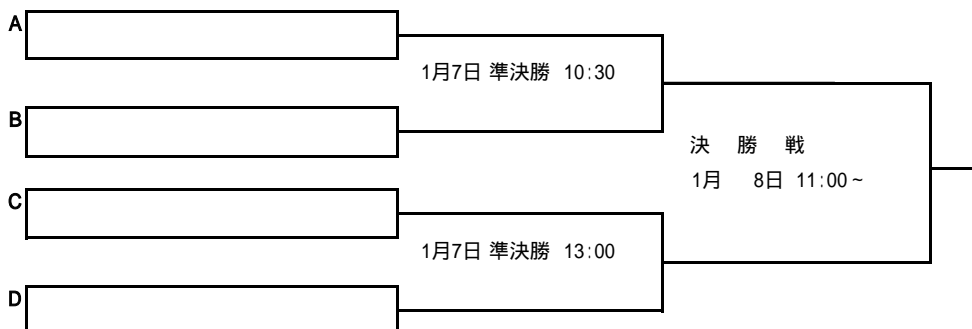 A
1月7日 準決勝 10:30
B
決 勝 戦
1月 8日 11:00~
C
1月7日 準決勝 13:00
D